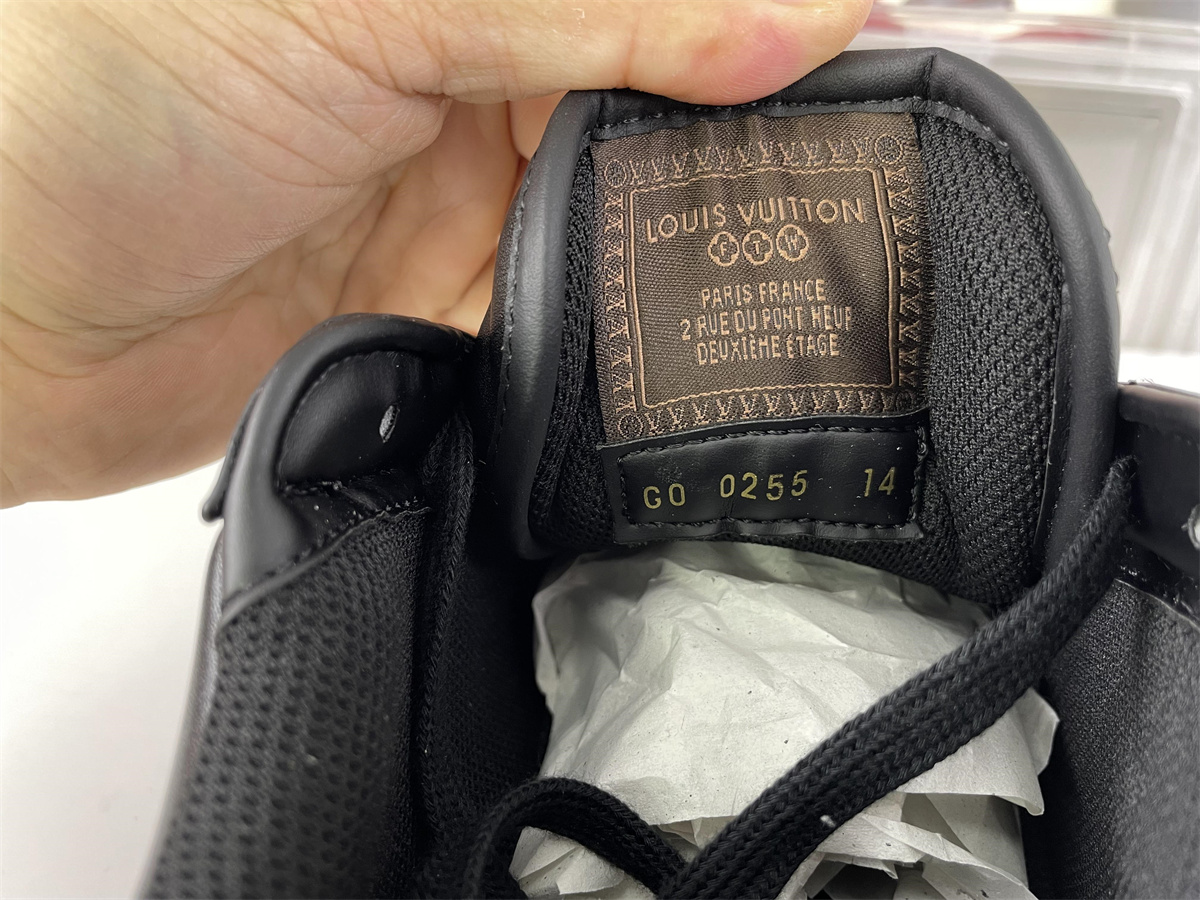 LOUIS VUITTON
F T W
PARIS FRANCE
2 RUE DU PONT NEUF
DEUXIÈME ÉTAGE
GO 0255 14